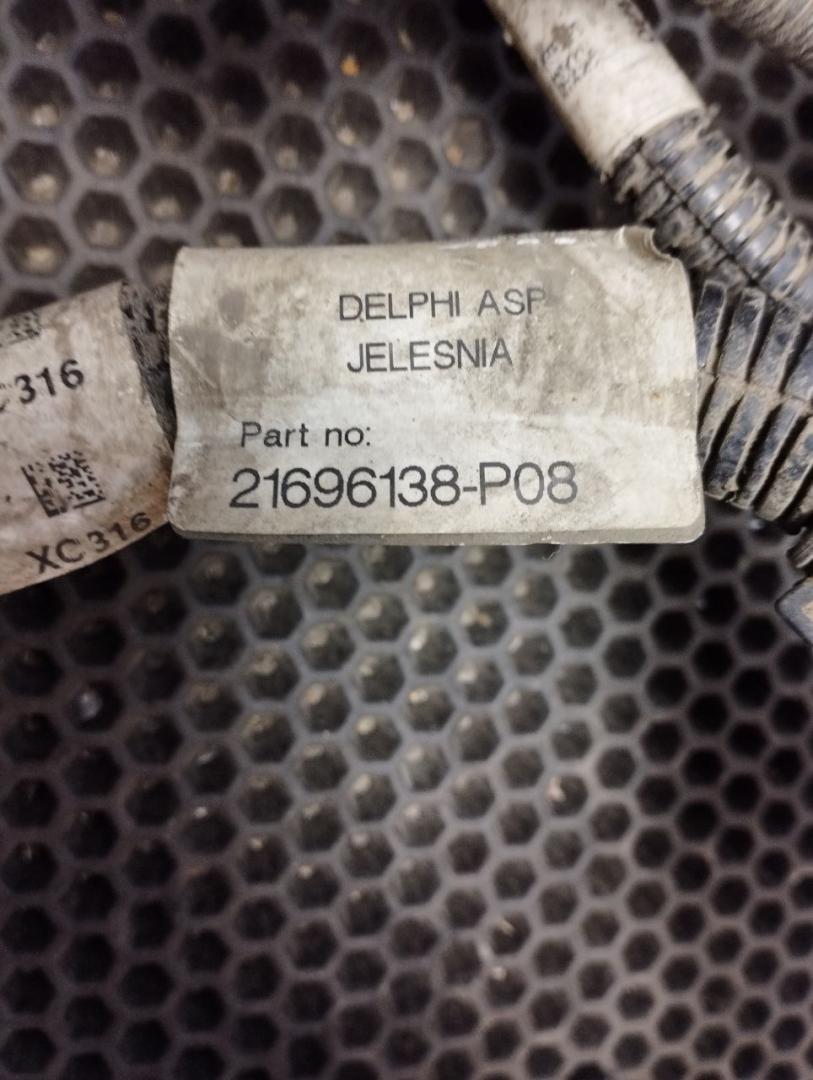 DELPHI ASP
JELESNIA
Part no:
21696138-P08
C316
XC316